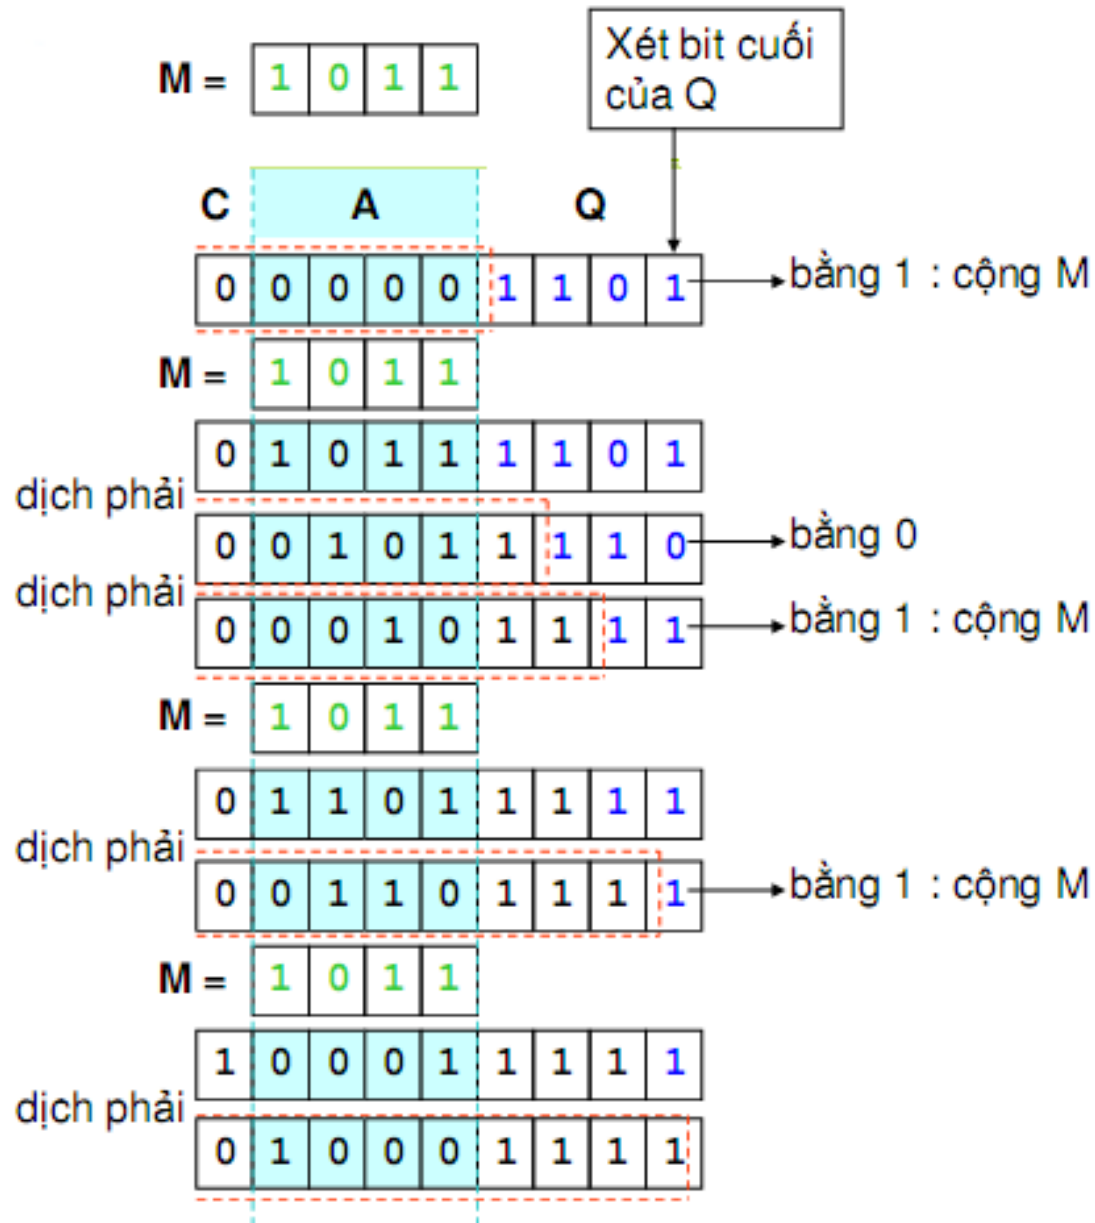 Xét bit cuối
của Q
M = 1 0 1 1
C A Q
0 0 0 0 0 1 1 0 1 bằng 1 : cộng M
M = 1 0 1 1
0 1 0 1 1 1 1 0 1
dịch phải
0 0 1 0 1 1 1 1 0 bằng 0
dịch phải
0 0 0 1 0 1 1 1 1 bằng 1 : cộng M
M = 1 0 1 1
0 1 1 0 1 1 1 1 1
dịch phải
0 0 1 1 0 1 1 1 1 bằng 1 : cộng M
M = 1 0 1 1
1 0 0 0 1 1 1 1 1
dịch phải
0 1 0 0 0 1 1 1 1